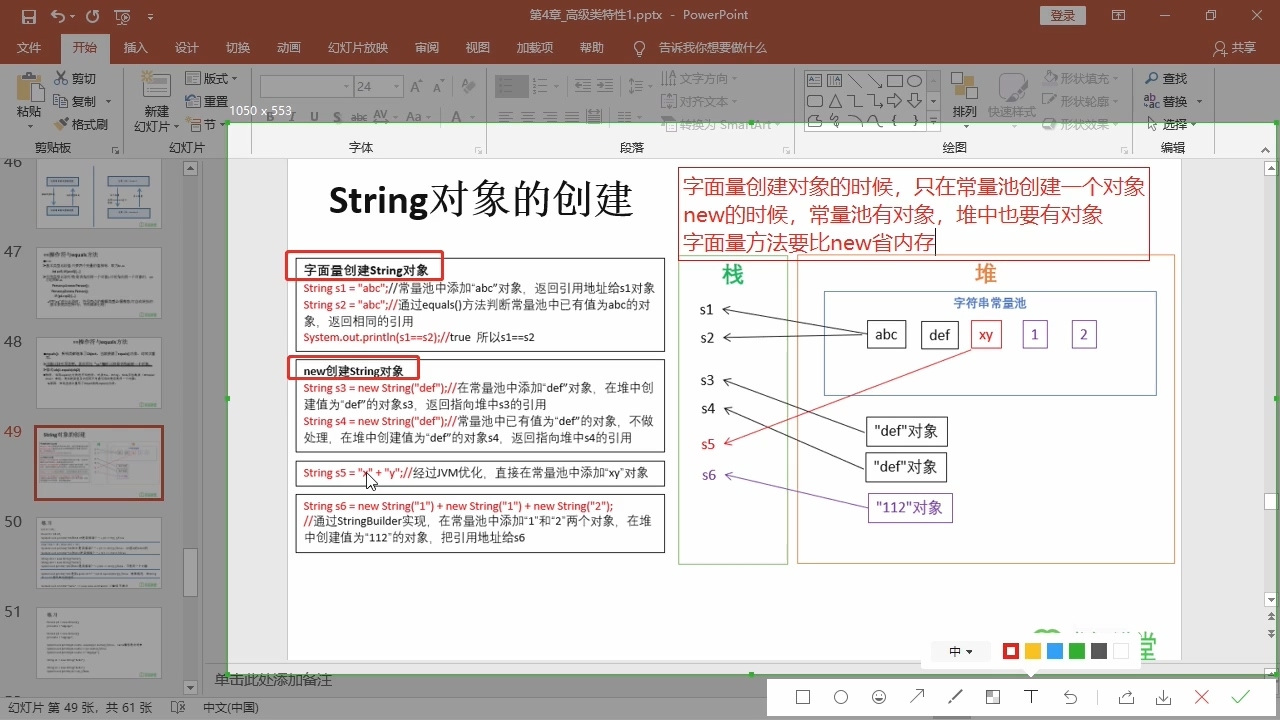 第4章_高级类特性1.pptx - PowerPoint
登录
文件 开始 插入 设计 切换 动画 幻灯片放映 审阅 视图 加载项 帮助 告诉我你想要做什么 共享
剪切
复制
格式刷
粘贴
剪贴板
新建
幻灯片
版式
重置
节
幻灯片
24
字体
文字方向
对齐文本
转换为 SmartArt
段落
排列
快速样式
形状填充
形状轮廓
形状效果
绘图
查找
替换
选择
编辑
1050 x 553
46
47
48
49
50
51
String对象的创建
字面量创建对象的时候，只在常量池创建一个对象
new的时候，常量池有对象，堆中也要有对象
字面量方法要比new省内存
字面量创建String对象
String s1 = "abc";//常量池中添加“abc”对象，返回引用地址给s1对象
String s2 = "abc";//通过equals()方法判断常量池中已有值为abc的对
象，返回相同的引用
System.out.println(s1==s2);//true 所以s1==s2
new创建String对象
String s3 = new String("def");//在常量池中添加“def”对象，在堆中创
建值为“def”的对象s3，返回指向堆中s3的引用
String s4 = new String("def");//常量池中已有值为“def”的对象，不做
处理，在堆中创建值为“def”的对象s4，返回指向堆中s4的引用
String s5 = "x" + "y";//经过JVM优化，直接在常量池中添加“xy”对象
String s6 = new String("1") + new String("1") + new String("2");
//通过StringBuilder实现，在常量池中添加“1”和“2”两个对象，在堆
中创建值为“112”的对象，把引用地址给s6
栈
堆
字符串常量池
s1
s2
s3
s4
s5
s6
abc
def
xy
1
2
"def"对象
"def"对象
"112"对象
堂
中
单击此处添加备注
幻灯片 第 49 张，共 61 张
中文(中国)